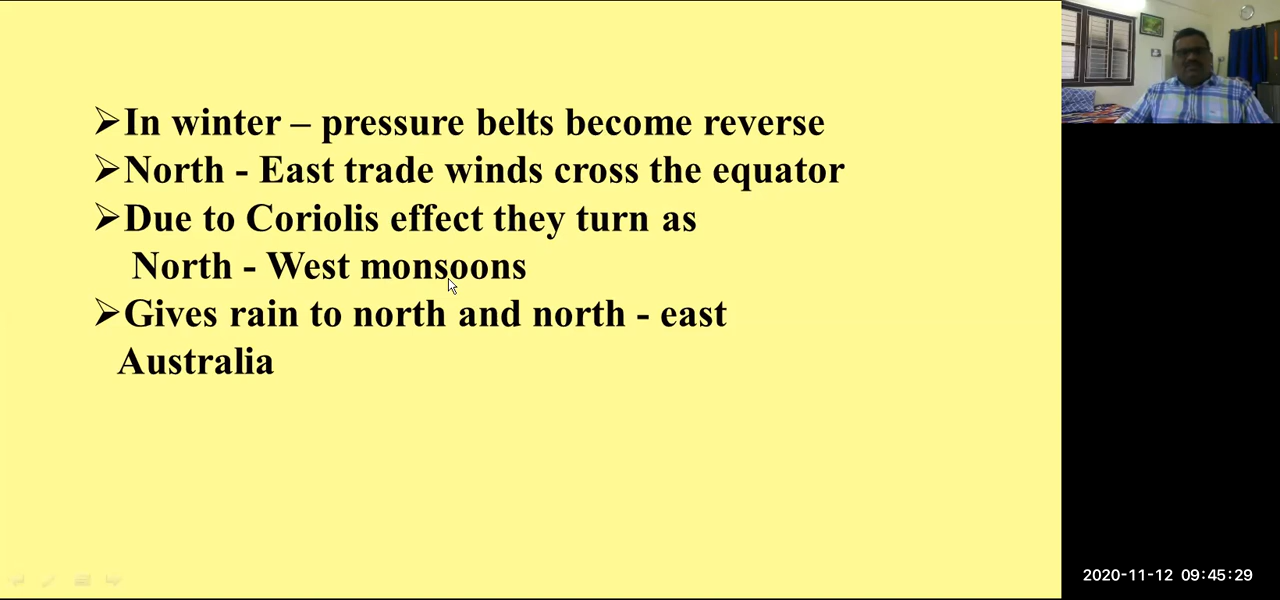 ➢In winter – pressure belts become reverse
➢North - East trade winds cross the equator
➢Due to Coriolis effect they turn as
North - West monsoons
➢Gives rain to north and north - east
Australia
2020-11-12 09:45:29